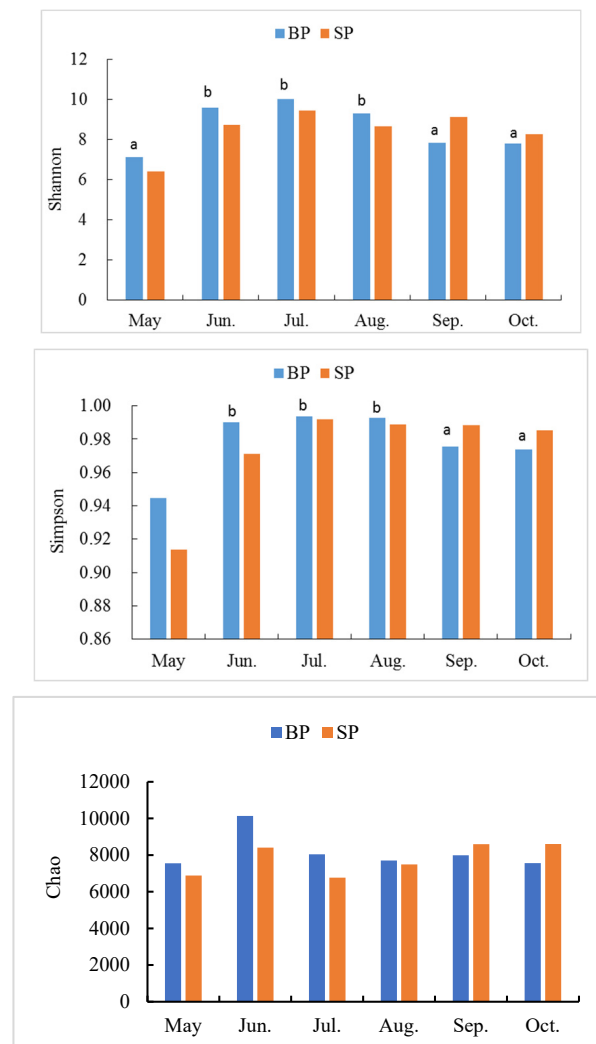 BP SP
12
10
8
6
4
2
0
Shannon
a b b b a a
May Jun. Jul. Aug. Sep. Oct.
BP SP
1.00
0.98
0.96
0.94
0.92
0.90
0.88
0.86
Simpson
b b b a a
May Jun. Jul. Aug. Sep. Oct.
BP SP
12000
10000
8000
6000
4000
2000
0
Chao
May Jun. Jul. Aug. Sep. Oct.